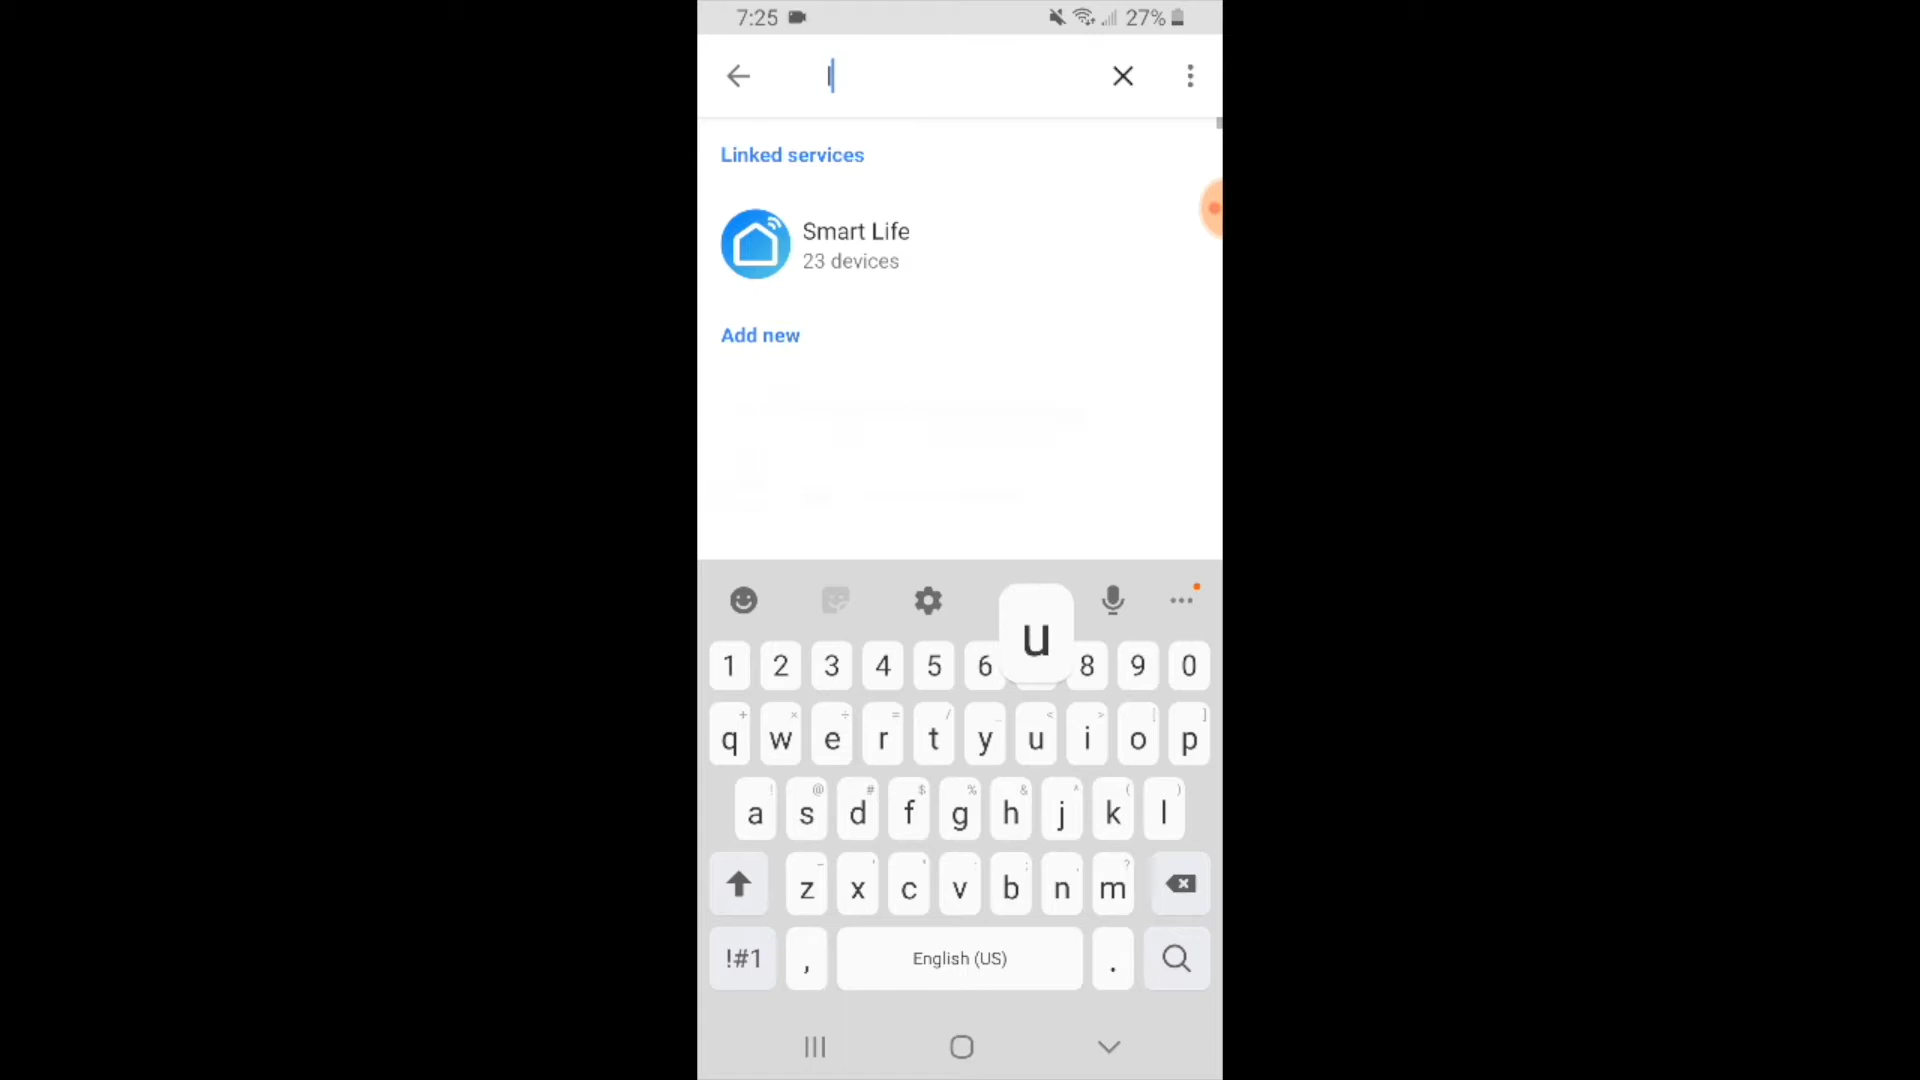 7:25 27%
l
Linked services
Smart Life
23 devices
Add new
u
1 2 3 4 5 6 8 9 0
+ × ÷ = / _ < > [ ]
q w e r t y u i o p
! @ # $ % & ^ ( )
a s d f g h j k l
- ' " : ; , ?
z x c v b n m
!#1 , English (US) .